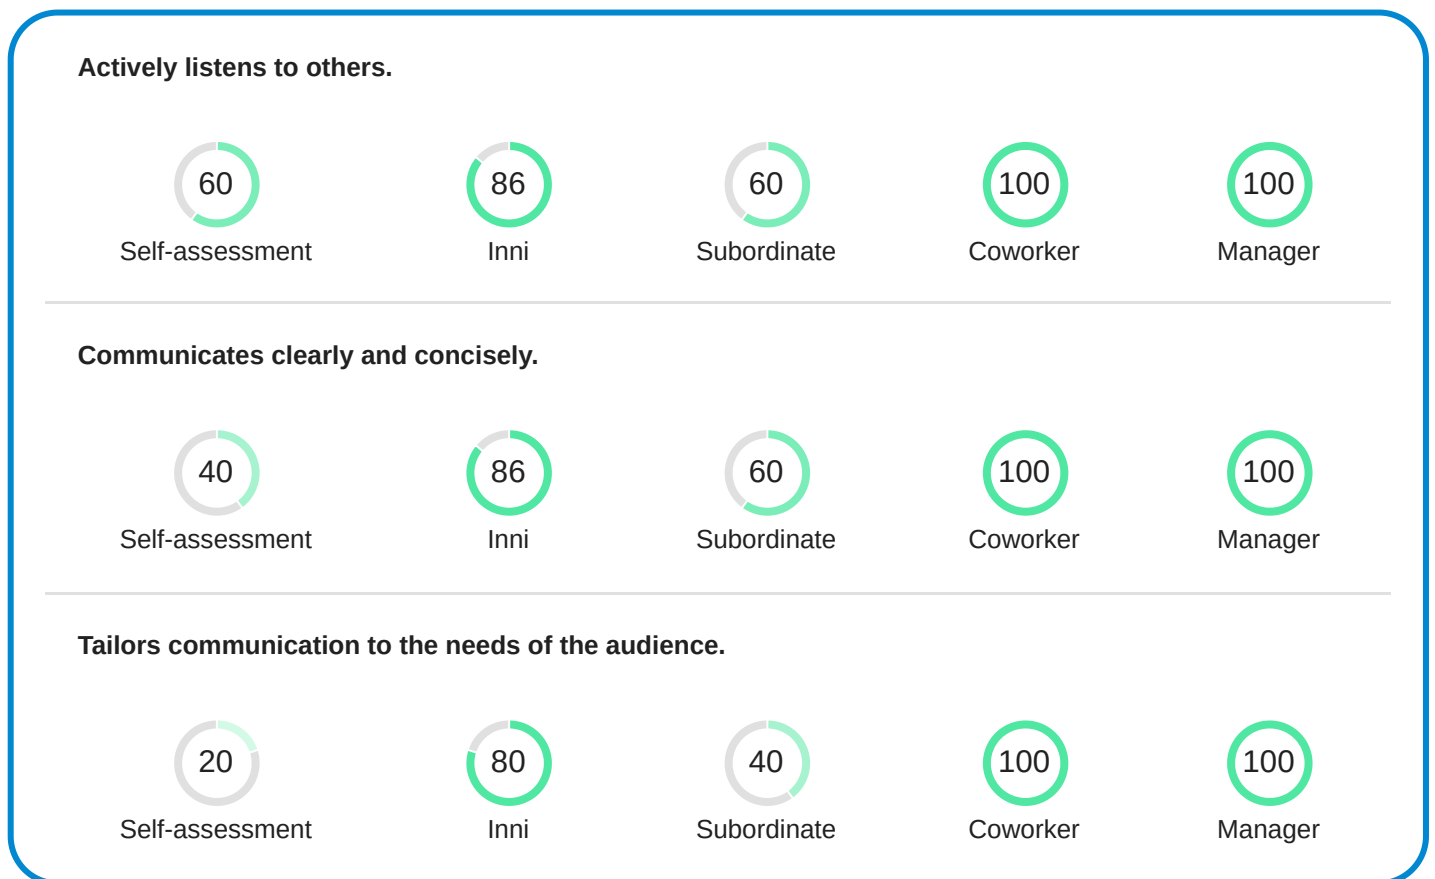 Actively listens to others.
60 86 60 100 100
Self-assessment Inni Subordinate Coworker Manager
Communicates clearly and concisely.
40 86 60 100 100
Self-assessment Inni Subordinate Coworker Manager
Tailors communication to the needs of the audience.
20 80 40 100 100
Self-assessment Inni Subordinate Coworker Manager